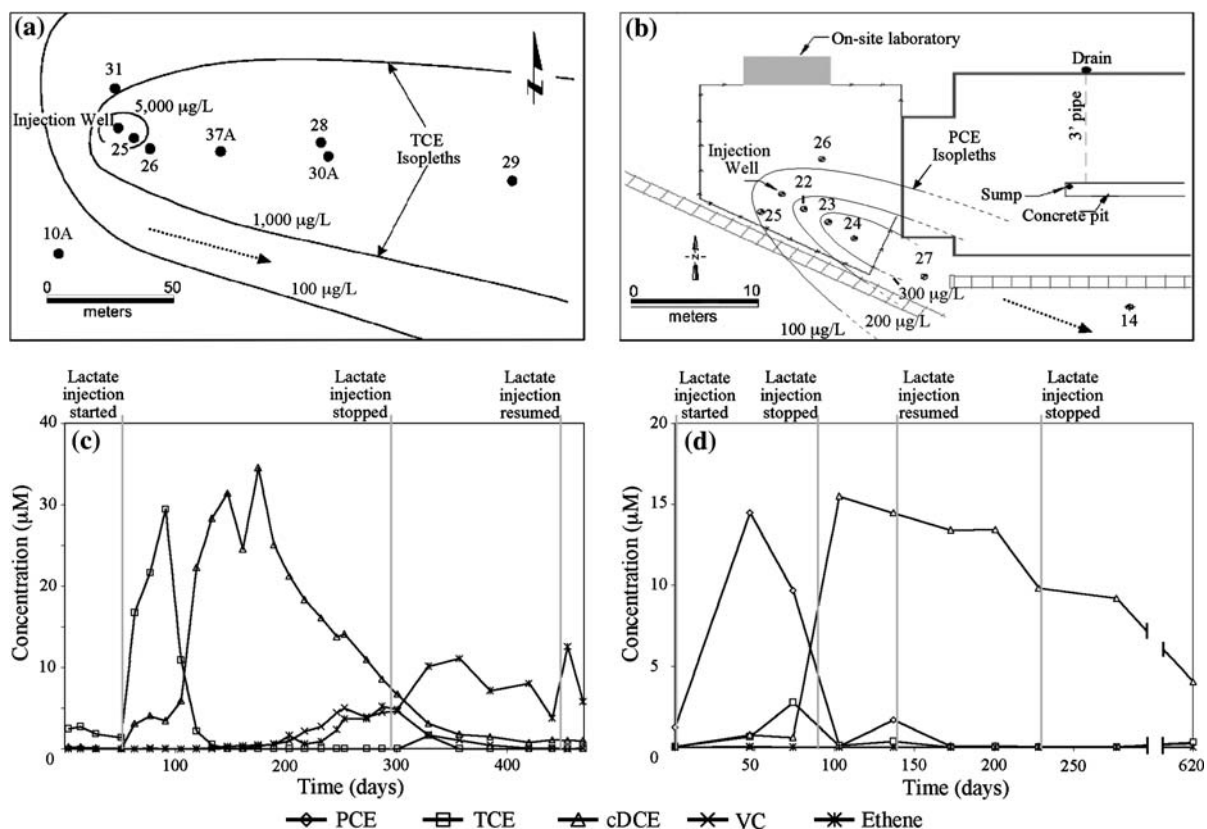 (a)
31
5,000 µg/L
Injection Well
25
26
37A
28
30A
29
TCE
Isopleths
1,000 µg/L
10A
100 µg/L
0 50
meters
N
(b)
On-site laboratory
Drain
3' pipe
26
PCE
Isopleths
Injection
Well
22
23
24
25
27
Sump
Concrete pit
N
300 µg/L
200 µg/L
100 µg/L
14
0 10
meters
Lactate
injection
started
Lactate
injection
stopped
Lactate
injection
resumed
(c)
Concentration (µM)
40
30
20
10
0
100 200 300 400
Time (days)
Lactate
injection
started
Lactate
injection
stopped
Lactate
injection
resumed
Lactate
injection
stopped
(d)
Concentration (µM)
20
15
10
5
0
50 100 150 200 250 620
Time (days)
PCE TCE cDCE VC Ethene